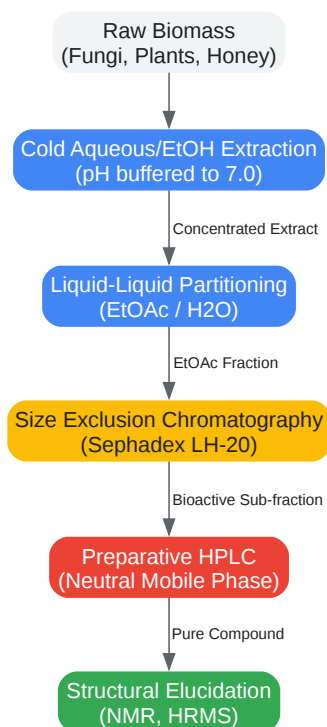 Raw Biomass
(Fungi, Plants, Honey)
Cold Aqueous/EtOH Extraction
(pH buffered to 7.0)
Concentrated Extract
Liquid-Liquid Partitioning
(EtOAc / H2O)
EtOAc Fraction
Size Exclusion Chromatography
(Sephadex LH-20)
Bioactive Sub-fraction
Preparative HPLC
(Neutral Mobile Phase)
Pure Compound
Structural Elucidation
(NMR, HRMS)